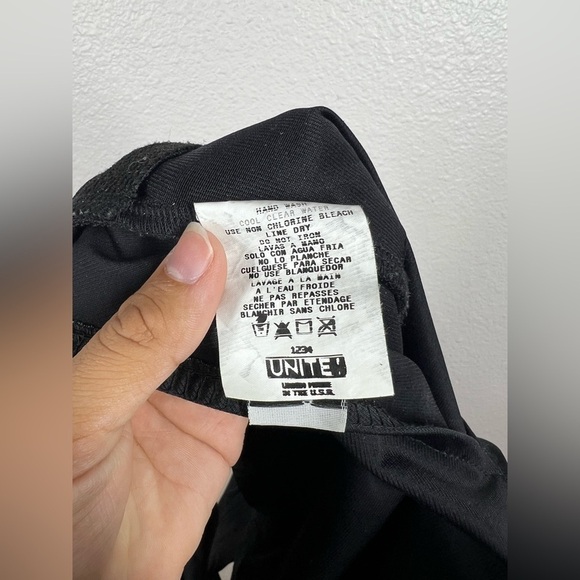 HAND WASH
COOL CLEAR WATER
USE NON CHLORINE BLEACH
LINE DRY
DO NOT IRON
LAVAS A MANO
SOLO CON AGUA FRIA
NO LO PLANCHE
CUELGUESE PARA SECAR
NO USE BLANQUEDOR
LAVAGE A LA MAIN
A L'EAU FROIDE
NE PAS REPASSES
SECHER PAR ETENDAGE
BLANCHIR SANS CHLORE
1234
UNITE!
UNION MADE
IN THE U.S.A.